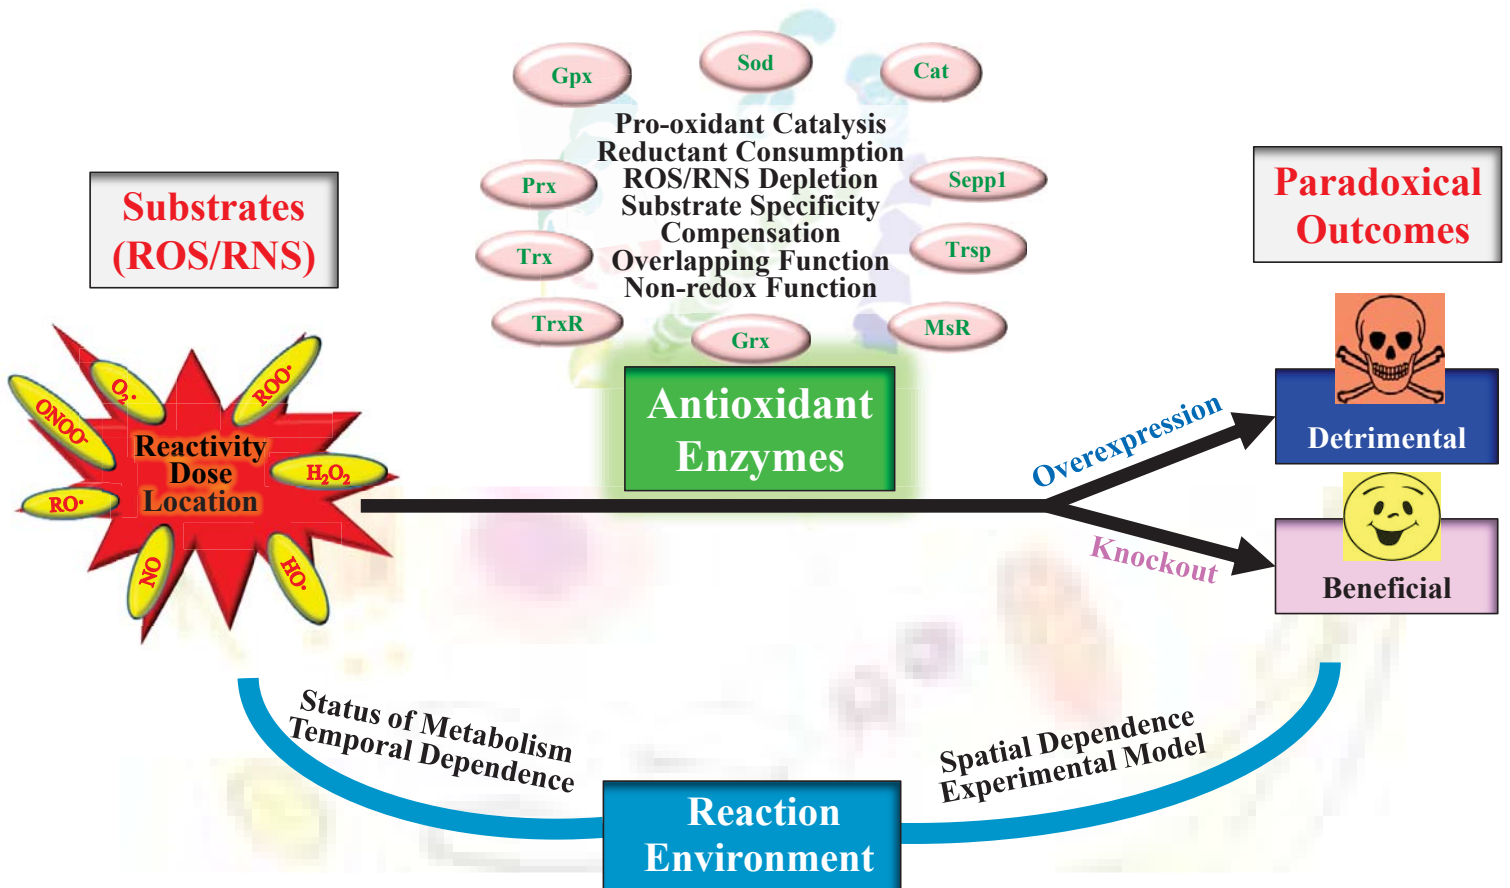 Gpx
Sod
Cat
Pro-oxidant Catalysis
Reductant Consumption
ROS/RNS Depletion
Substrate Specificity
Compensation
Overlapping Function
Non-redox Function
Prx
Sepp1
Trx
Trsp
TrxR
Grx
MsR
Substrates
(ROS/RNS)
Paradoxical
Outcomes
Antioxidant
Enzymes
O₂·
ROO·
ONOO⁻
H₂O₂
RO·
NO
HO·
Reactivity
Dose
Location
Overexpression
Knockout
Detrimental
Beneficial
Status of Metabolism
Temporal Dependence
Spatial Dependence
Experimental Model
Reaction
Environment